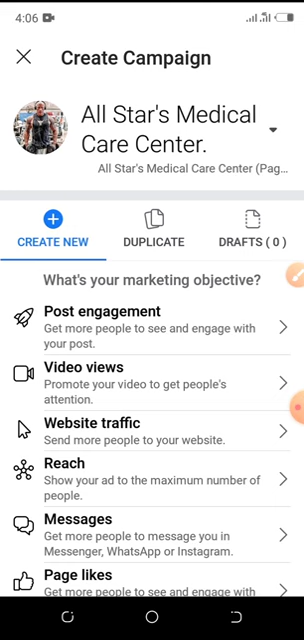 4:06
Create Campaign
All Star's Medical
Care Center.
All Star's Medical Care Center (Pag...
CREATE NEW
DUPLICATE
DRAFTS ( 0 )
What's your marketing objective?
Post engagement
Get more people to see and engage with
your post.
Video views
Promote your video to get people's
attention.
Website traffic
Send more people to your website.
Reach
Show your ad to the maximum number of
people.
Messages
Get more people to message you in
Messenger, WhatsApp or Instagram.
Page likes
Get more people to see and engage with